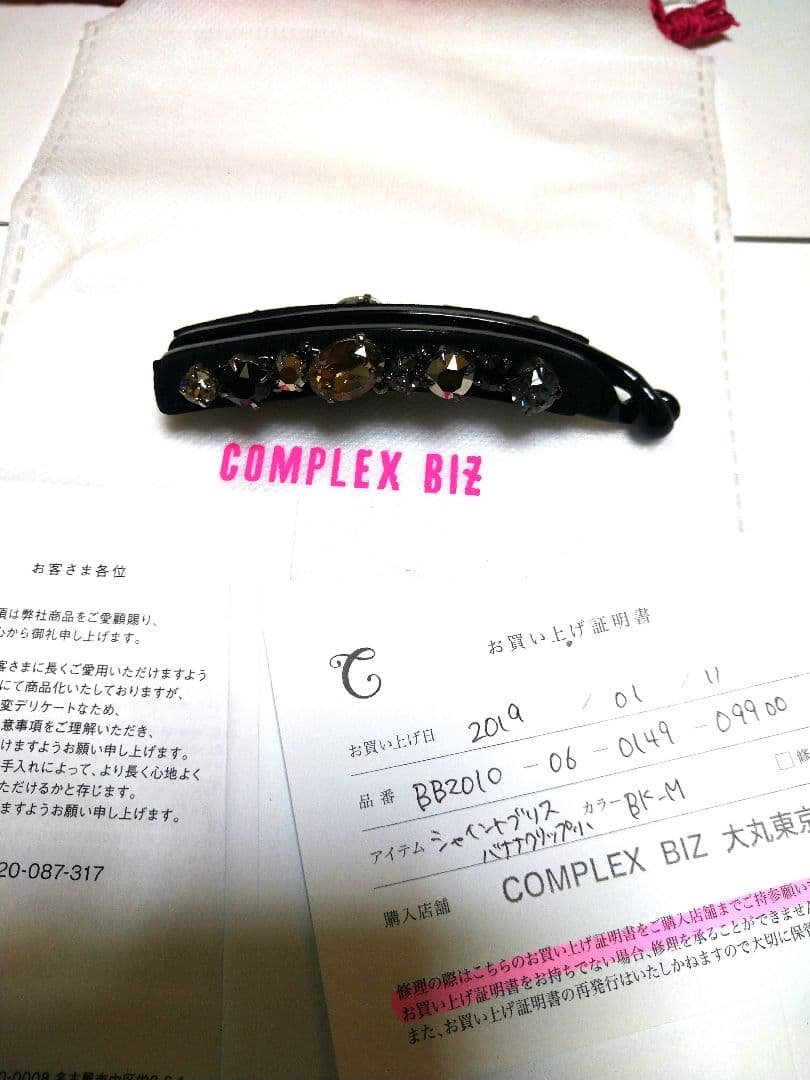 COMPLEX BIZ
お客さま各位
は弊社商品をご愛顧賜り、
から御礼申し上げます。
客さまに長くご愛用いただけますよう
にて商品化いたしておりますが、
変デリケートなため、
意事項をご理解いただき、
けますようお願い申し上げます。
手入れによって、より長く心地よく
ただけるかと存じます。
ますようお願い申し上げます。
20-087-317
お買い上げ証明書
お買い上げ日 2019 / 01 / 11
品番 BB2010 - 06 - 0149 - 09900
アイテム シャイントブリス バナナクリップ小 カラー BK-M □修
購入店舗 COMPLEX BIZ 大丸東京
修理の際はこちらのお買い上げ証明書をご購入店舗までご持参願い
お買い上げ証明書をお持ちでない場合、修理を承ることができません
また、お買い上げ証明書の再発行はいたしかねますので大切に保管